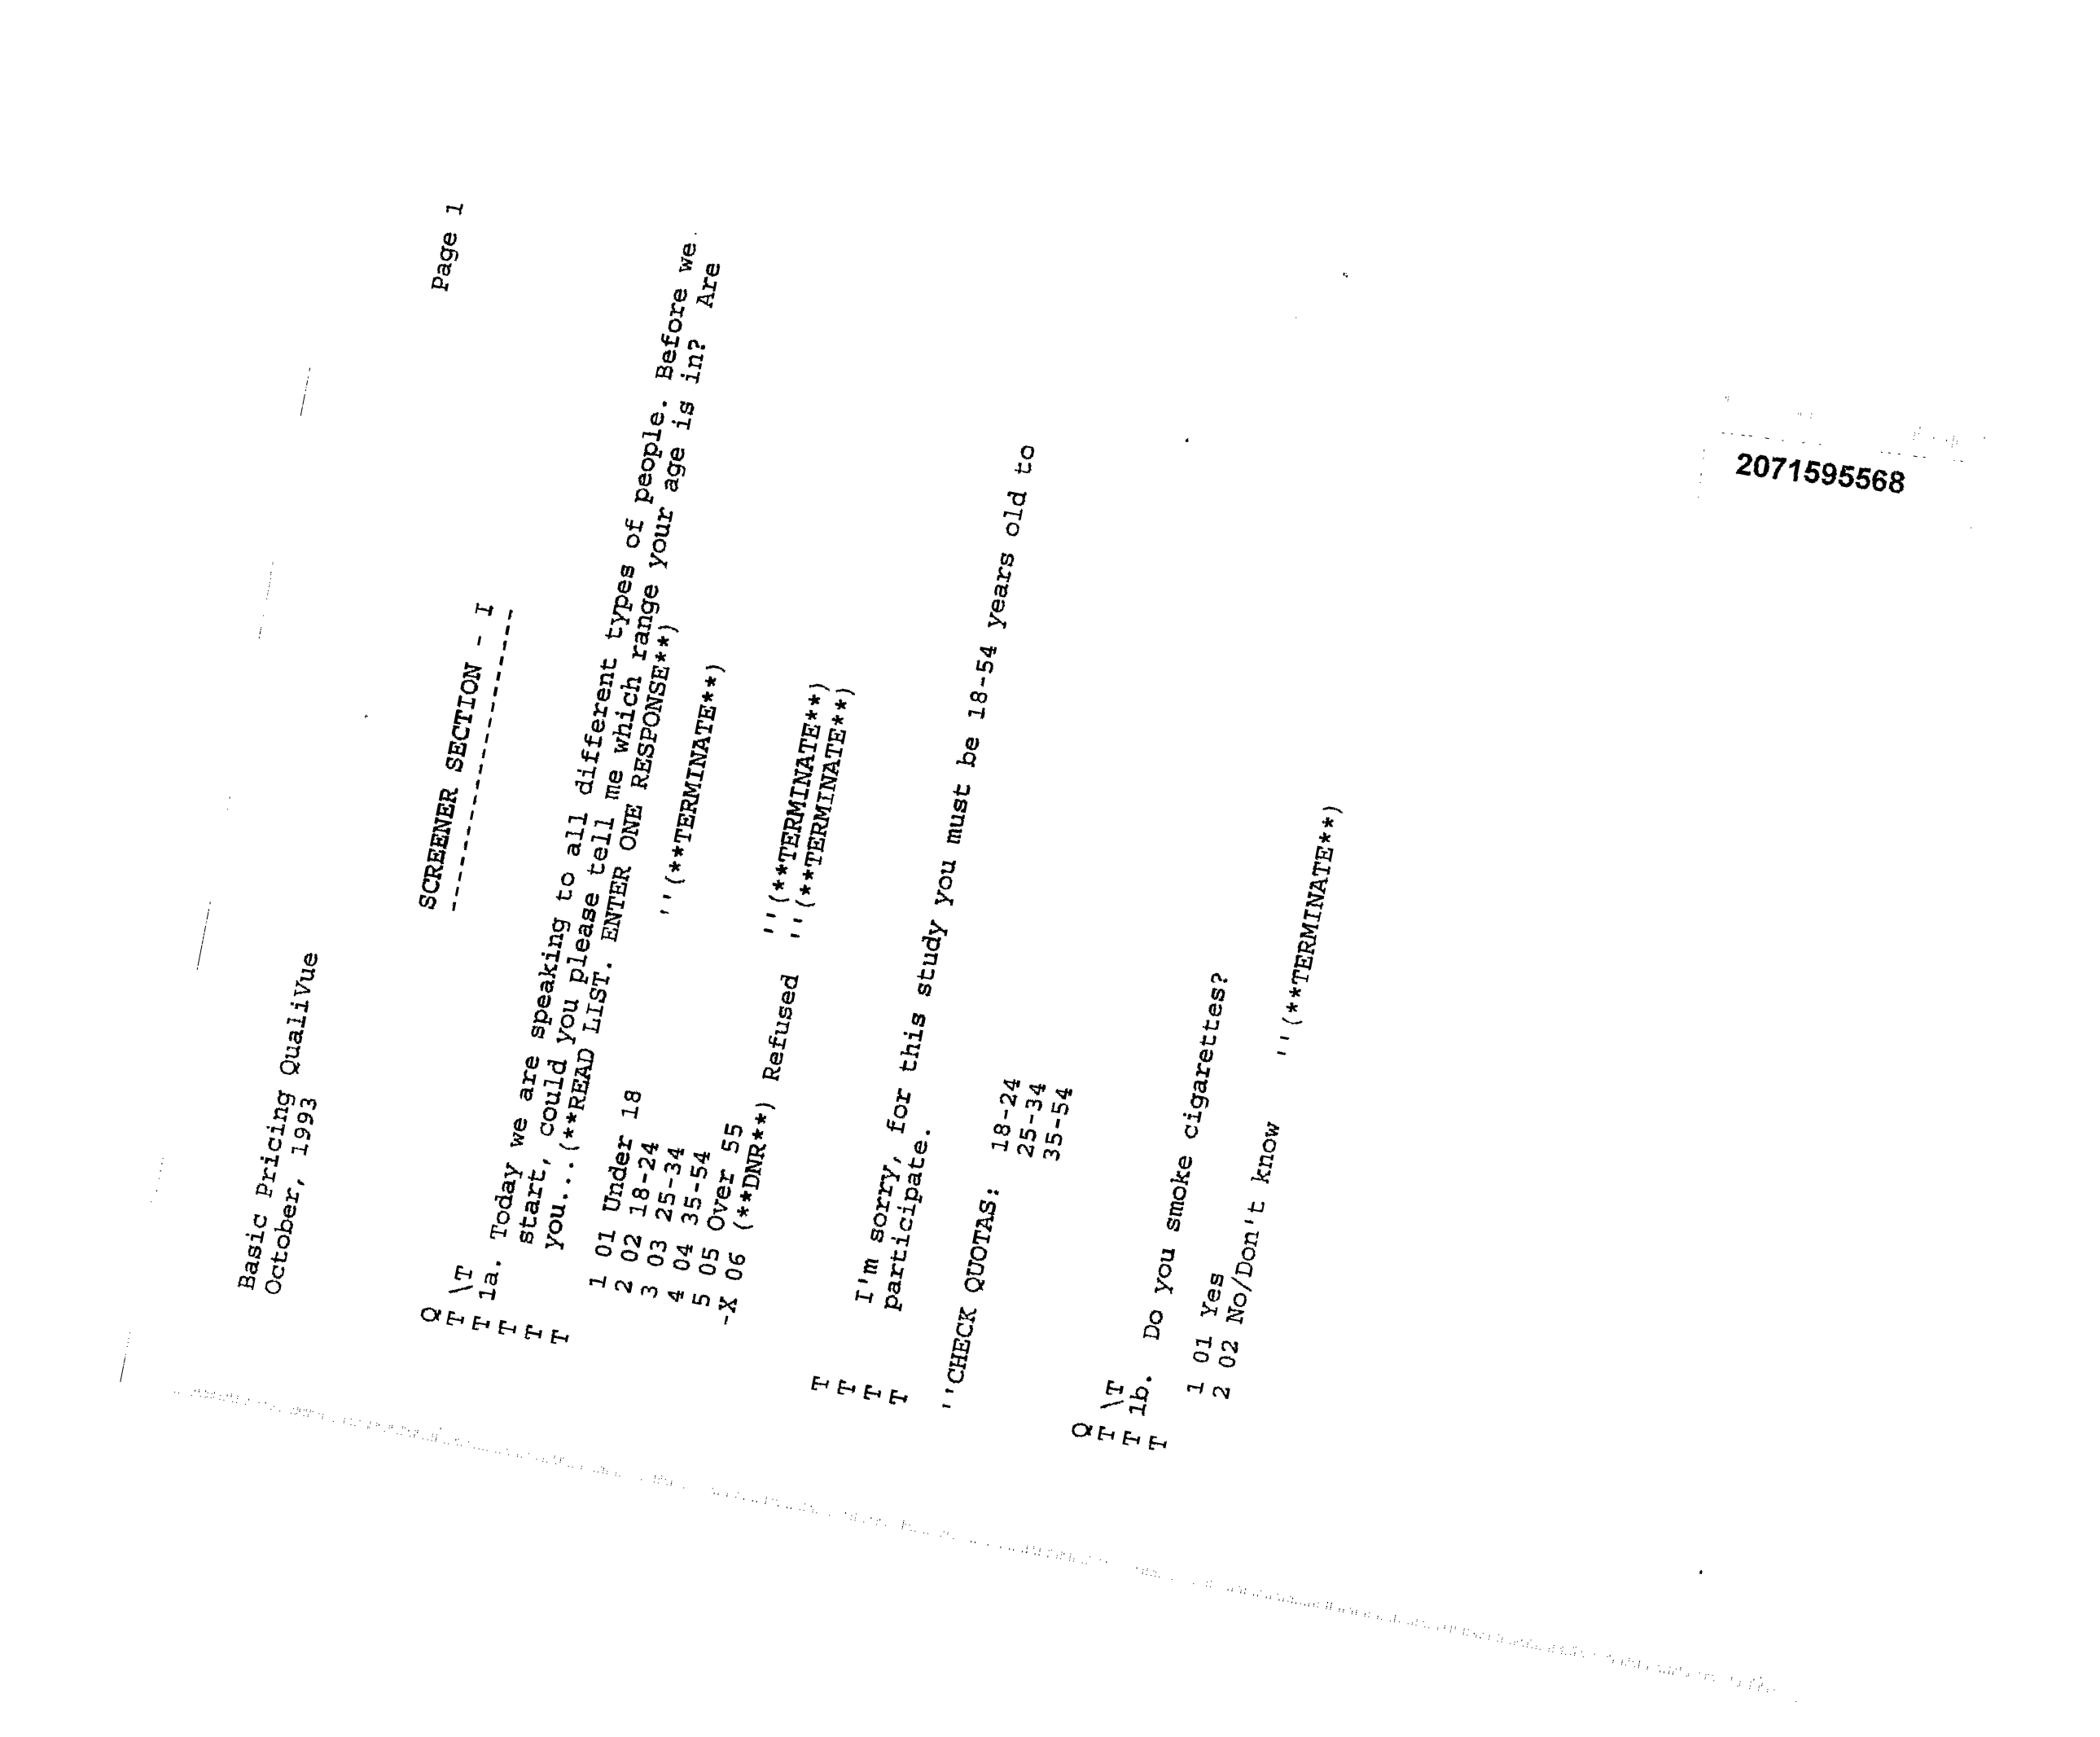 Basic Pricing QualiVue
October, 1993
Page 1
SCREENER SECTION - I
-----------------------
Q
T \T
T 1a. Today we are speaking to all different types of people. Before we
T start, could you please tell me which range your age is in? Are
T you...(**READ LIST. ENTER ONE RESPONSE**)
T
1 01 Under 18 ''(**TERMINATE**)
2 02 18-24
3 03 25-34
4 04 35-54
5 05 Over 55 ''(**TERMINATE**)
-X 06 (**DNR**) Refused ''(**TERMINATE**)
T
T I'm sorry, for this study you must be 18-54 years old to
T participate.
T
''CHECK QUOTAS: 18-24
25-34
35-54
Q
T \T
T 1b. Do you smoke cigarettes?
T
1 01 Yes
2 02 No/Don't know ''(**TERMINATE**)
2071595568